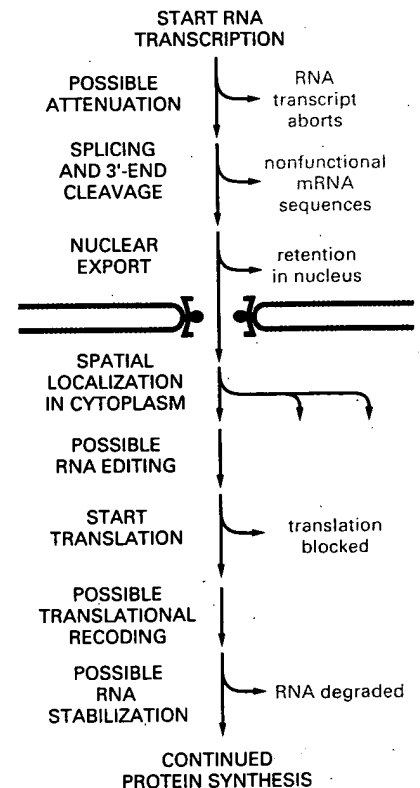 START RNA
TRANSCRIPTION
POSSIBLE
ATTENUATION
RNA
transcript
aborts
SPLICING
AND 3'-END
CLEAVAGE
nonfunctional
mRNA
sequences
NUCLEAR
EXPORT
retention
in nucleus
SPATIAL
LOCALIZATION
IN CYTOPLASM
POSSIBLE
RNA EDITING
START
TRANSLATION
translation
blocked
POSSIBLE
TRANSLATIONAL
RECODING
POSSIBLE
RNA
STABILIZATION
RNA degraded
CONTINUED
PROTEIN SYNTHESIS